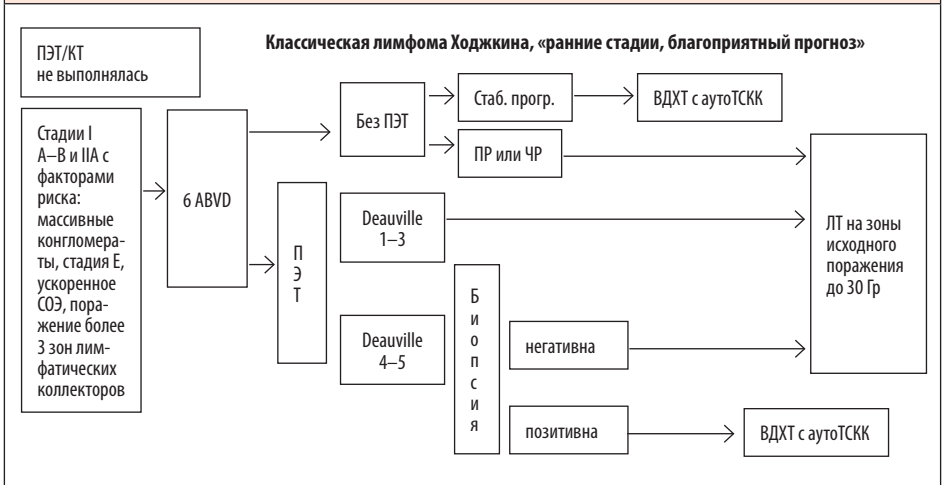 Классическая лимфома Ходжкина, «ранние стадии, благоприятный прогноз»
ПЭТ/КТ
не выполнялась
Стадии I
А–В и IIA с
факторами
риска:
массивные
конгломера-
ты, стадия Е,
ускоренное
СОЭ, пора-
жение более
3 зон лим-
фатических
коллекторов
6 ABVD
Без ПЭТ
Стаб. прогр.
ВДХТ с аутоТСКК
ПР или ЧР
П
Э
Т
Deauville
1–3
Deauville
4–5
Б
и
о
п
с
и
я
негативна
позитивна
ВДХТ с аутоТСКК
ЛТ на зоны
исходного
поражения
до 30 Гр